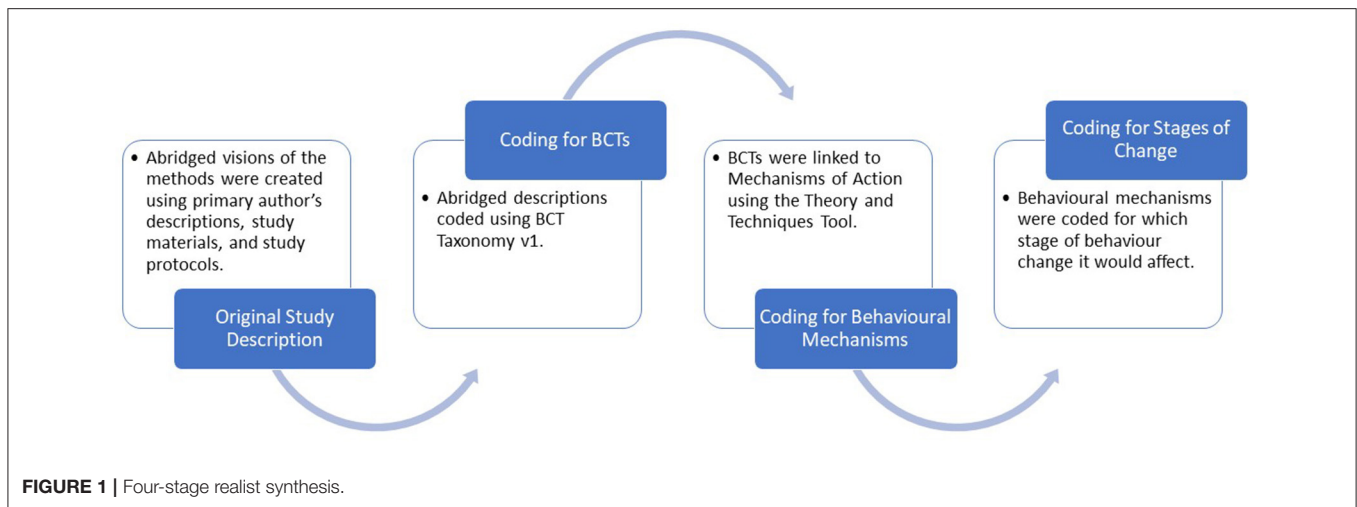 • Abridged visions of the
methods were created
using primary author's
descriptions, study
materials, and study
protocols.
Original Study
Description
Coding for BCTs
• Abridged descriptions
coded using BCT
Taxonomy v1.
• BCTs were linked to
Mechanisms of Action
using the Theory and
Techniques Tool.
Coding for Behavioural
Mechanisms
Coding for Stages of
Change
• Behavioural mechanisms
were coded for which
stage of behaviour
change it would affect.
FIGURE 1 | Four-stage realist synthesis.